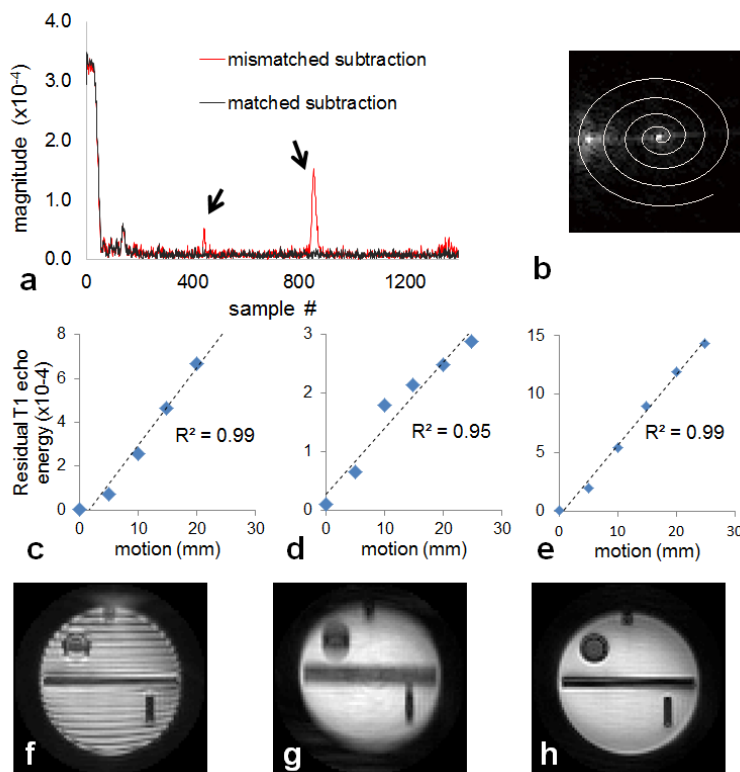 4.0
3.0
2.0
1.0
0.0
magnitude (x10⁻⁴)
mismatched subtraction
matched subtraction
0
400
800
1200
sample #
a
b
8
6
4
2
0
Residual T1 echo
energy (x10-4)
R² = 0.99
0
10
20
30
motion (mm)
c
3
2
1
0
R² = 0.95
0
10
20
30
motion (mm)
d
15
10
5
0
R² = 0.99
0
10
20
30
motion (mm)
e
f
g
h